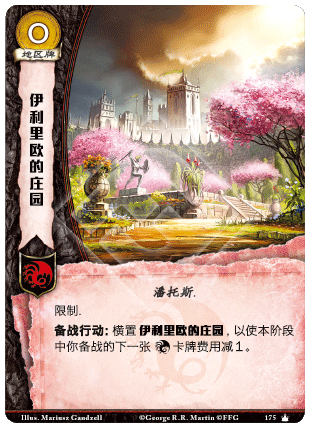 0
地区牌
伊利里欧的庄园
潘托斯.
限制.
备战行动: 横置 伊利里欧的庄园, 以使本阶段
中你备战的下一张 卡牌费用减1。
Illus. Mariusz Gandzel ©George R.R. Martin ©FFG 175